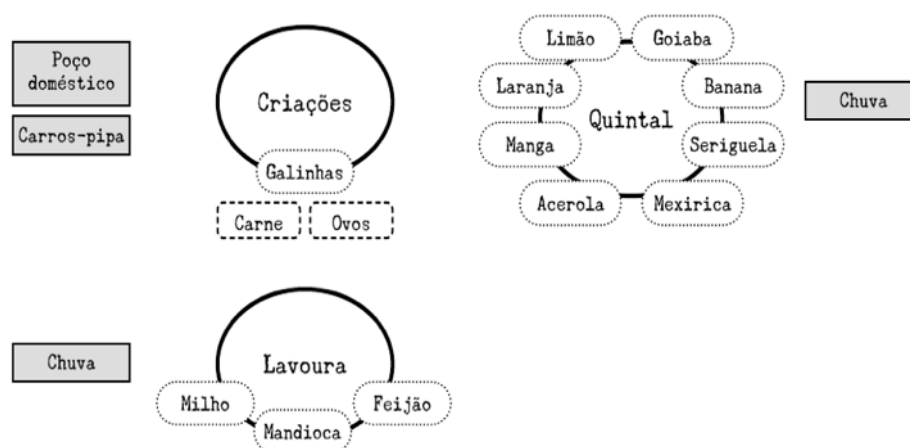 Poço
doméstico
Carros-pipa
Criações
Galinhas
Carne
Ovos
Limão
Goiaba
Laranja
Banana
Quintal
Manga
Seriguela
Acerola
Mexirica
Chuva
Chuva
Lavoura
Milho
Feijão
Mandioca